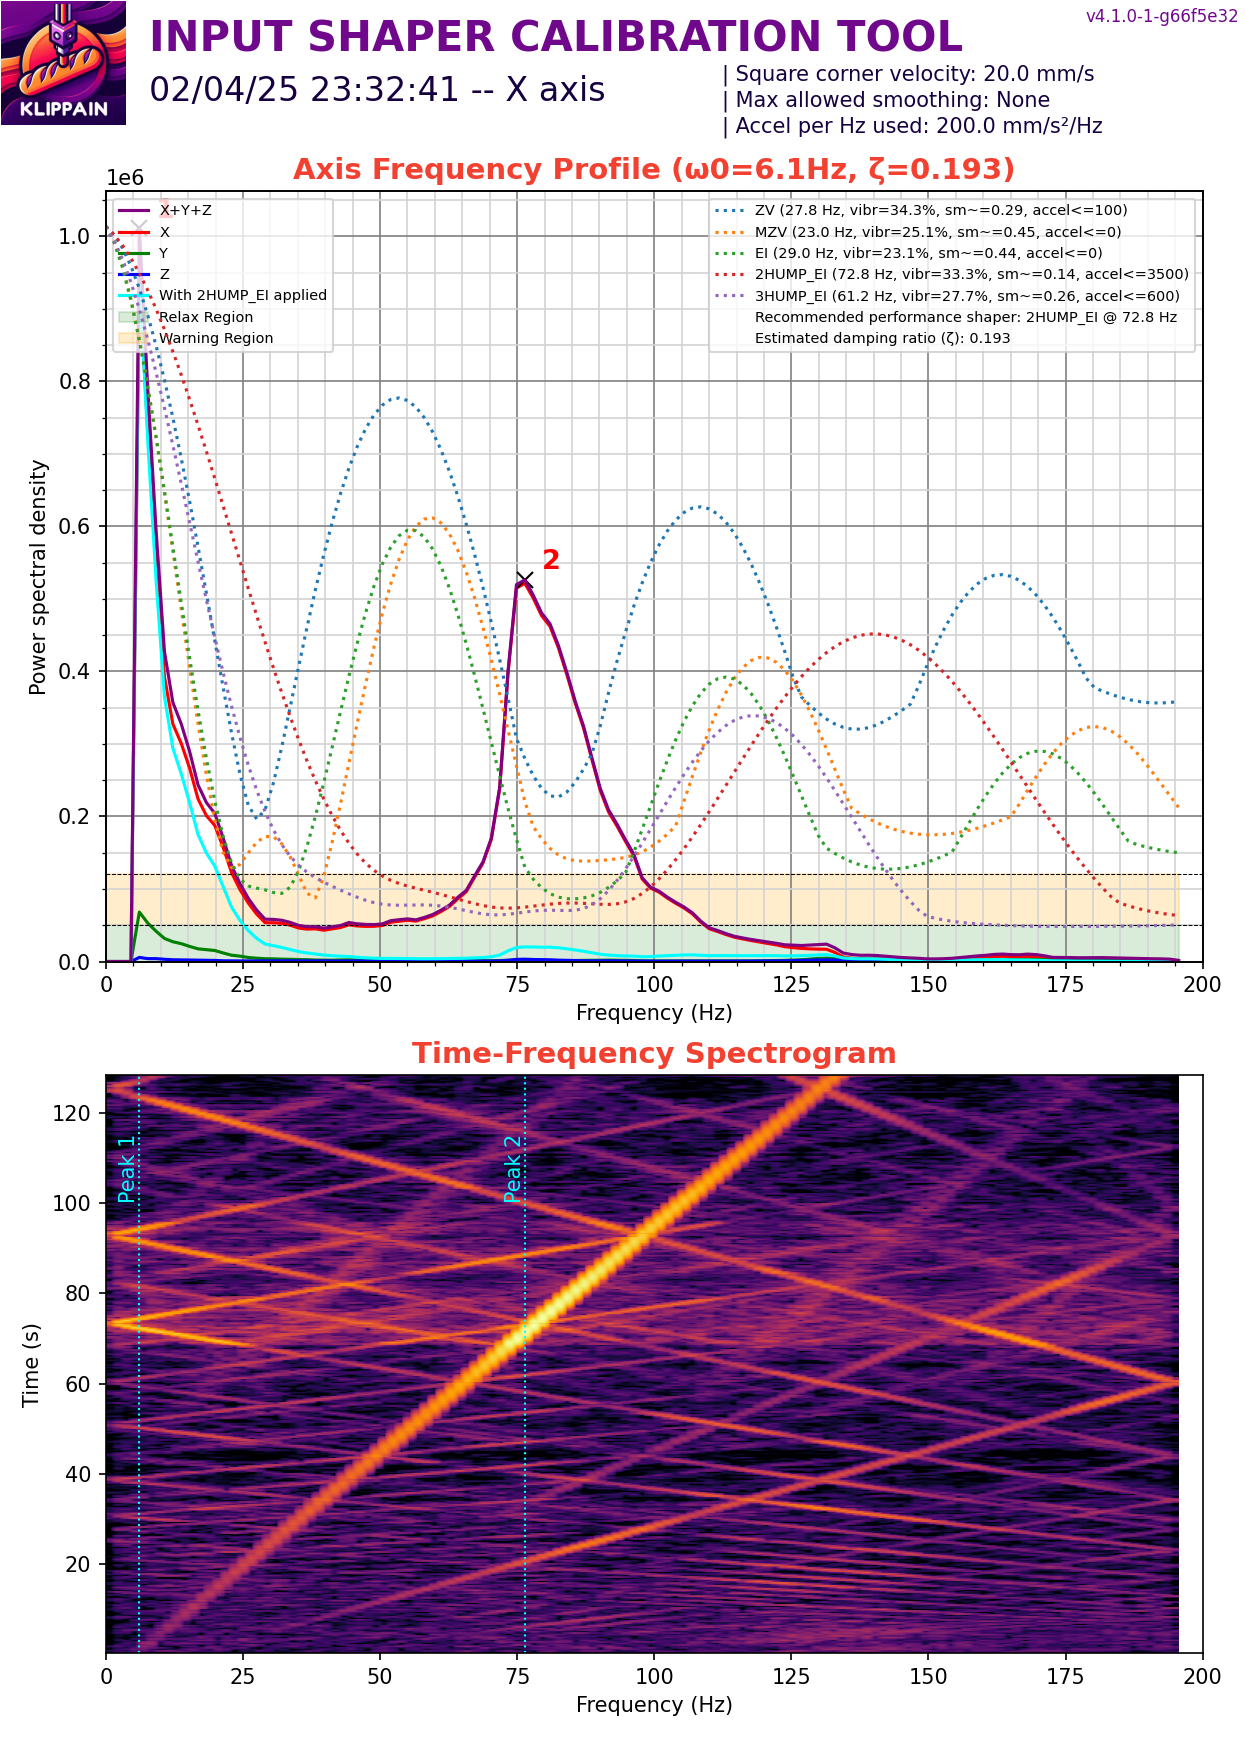 v4.1.0-1-g66f5e32
INPUT SHAPER CALIBRATION TOOL
02/04/25 23:32:41 -- X axis
| Square corner velocity: 20.0 mm/s
| Max allowed smoothing: None
| Accel per Hz used: 200.0 mm/s²/Hz
KLIPPAIN
Axis Frequency Profile (ω0=6.1Hz, ζ=0.193)
1e6
1
X+Y+Z
X
Y
Z
With 2HUMP_EI applied
Relax Region
Warning Region
ZV (27.8 Hz, vibr=34.3%, sm~=0.29, accel<=100)
MZV (23.0 Hz, vibr=25.1%, sm~=0.45, accel<=0)
EI (29.0 Hz, vibr=23.1%, sm~=0.44, accel<=0)
2HUMP_EI (72.8 Hz, vibr=33.3%, sm~=0.14, accel<=3500)
3HUMP_EI (61.2 Hz, vibr=27.7%, sm~=0.26, accel<=600)
Recommended performance shaper: 2HUMP_EI @ 72.8 Hz
Estimated damping ratio (ζ): 0.193
2
Power spectral density
1.0
0.8
0.6
0.4
0.2
0.0
0 25 50 75 100 125 150 175 200
Frequency (Hz)
Time-Frequency Spectrogram
Peak 1
Peak 2
Time (s)
120
100
80
60
40
20
0 25 50 75 100 125 150 175 200
Frequency (Hz)